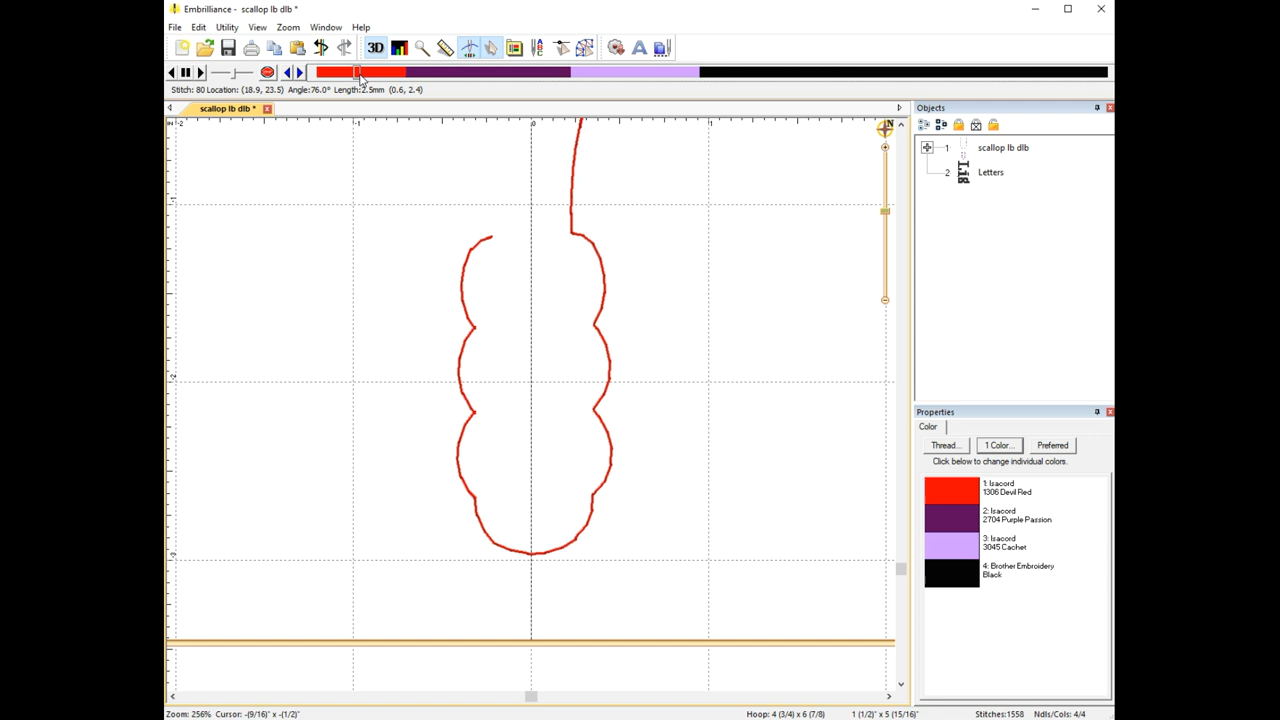 Embrilliance - scallop lb dlb *
File Edit Utility View Zoom Window Help
3D
Stitch: 80 Location: (18.9, 23.5) Angle:76.0° Length:2.5mm (0.6, 2.4)
scallop lb dlb *
Objects
1 scallop lb dlb
2 Letters
Properties
Color
Thread... 1 Color... Preferred
Click below to change individual colors.
1: Isacord
1306 Devil Red
2: Isacord
2704 Purple Passion
3: Isacord
3045 Cachet
4: Brother Embroidery
Black
Zoom: 256% Cursor: -(9/16)" x -(1/2)" Hoop: 4 (3/4) x 6 (7/8) 1 (1/2)" x 5 (15/16)" Stitches:1558 Ndls/Cols: 4/4